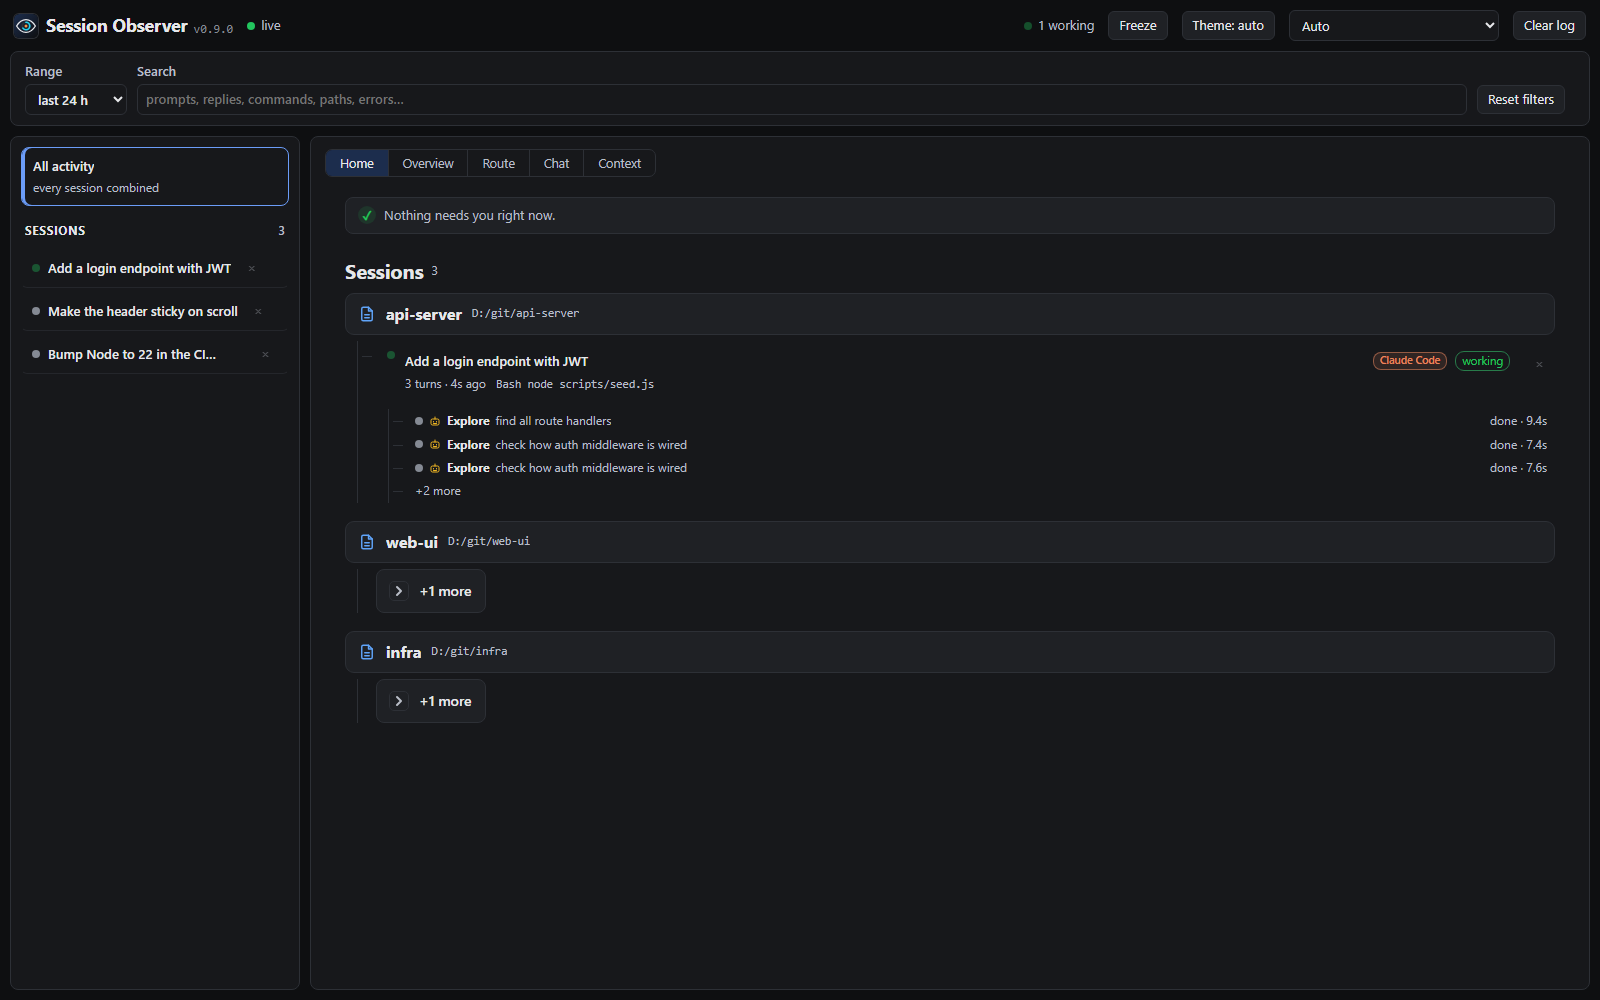 Session Observer v0.9.0 live
1 working Freeze Theme: auto Auto Clear log
Range Search
last 24 h prompts, replies, commands, paths, errors... Reset filters
All activity
every session combined
SESSIONS 3
Add a login endpoint with JWT ×
Make the header sticky on scroll ×
Bump Node to 22 in the CI... ×
Home Overview Route Chat Context
Nothing needs you right now.
Sessions 3
api-server D:/git/api-server
Add a login endpoint with JWT Claude Code working ×
3 turns · 4s ago Bash node scripts/seed.js
Explore find all route handlers done · 9.4s
Explore check how auth middleware is wired done · 7.4s
Explore check how auth middleware is wired done · 7.6s
+2 more
web-ui D:/git/web-ui
+1 more
infra D:/git/infra
+1 more